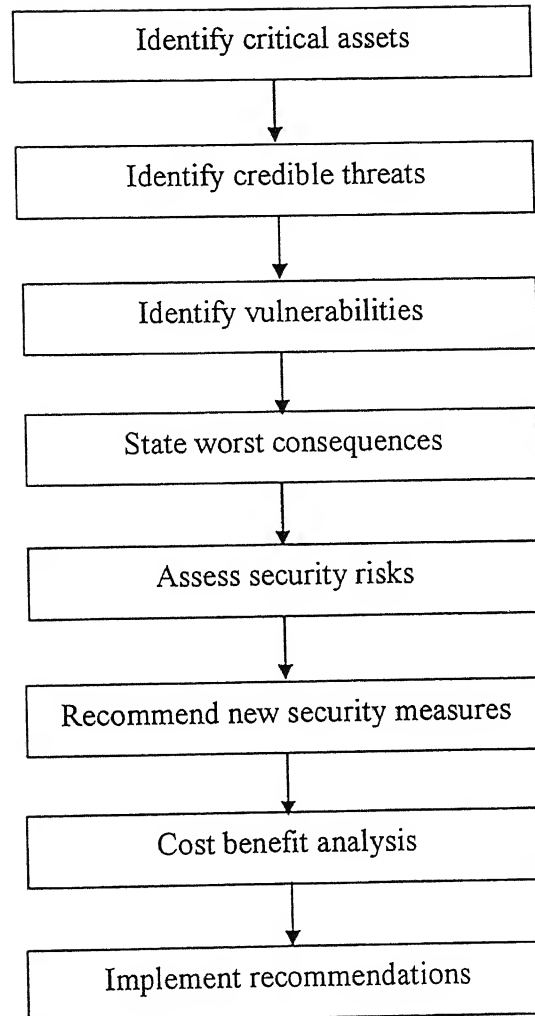 Identify critical assets
Identify credible threats
Identify vulnerabilities
State worst consequences
Assess security risks
Recommend new security measures
Cost benefit analysis
Implement recommendations